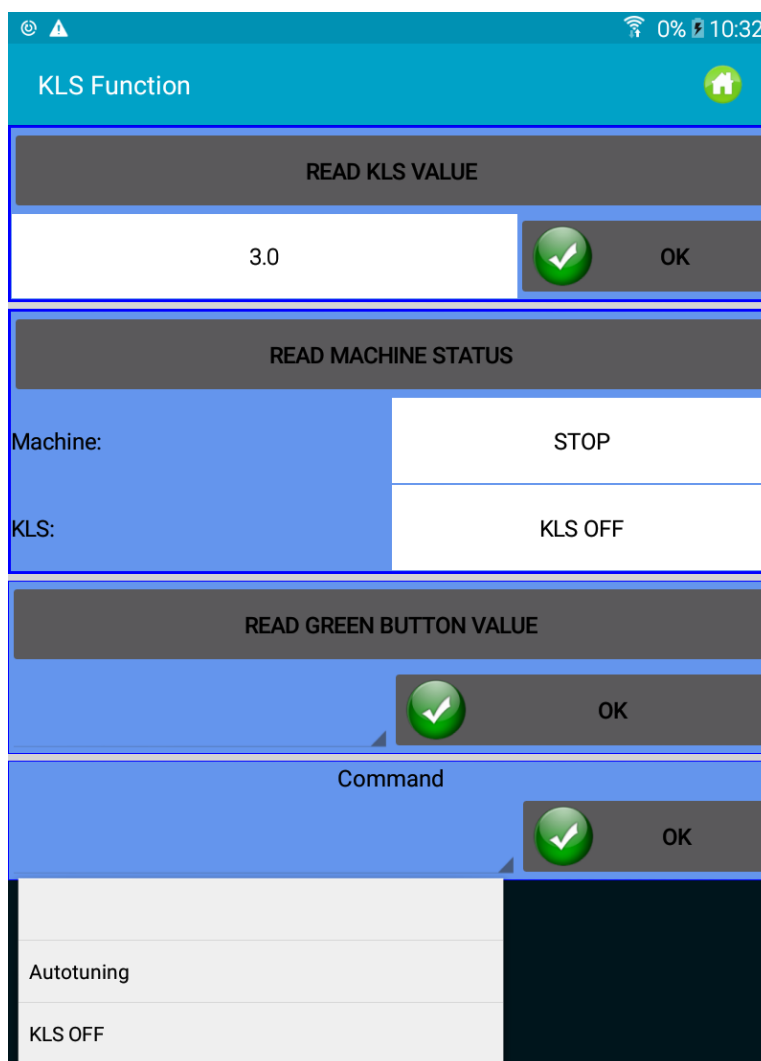 0% 10:32
KLS Function
READ KLS VALUE
3.0 OK
READ MACHINE STATUS
Machine: STOP
KLS: KLS OFF
READ GREEN BUTTON VALUE
OK
Command
OK
Autotuning
KLS OFF